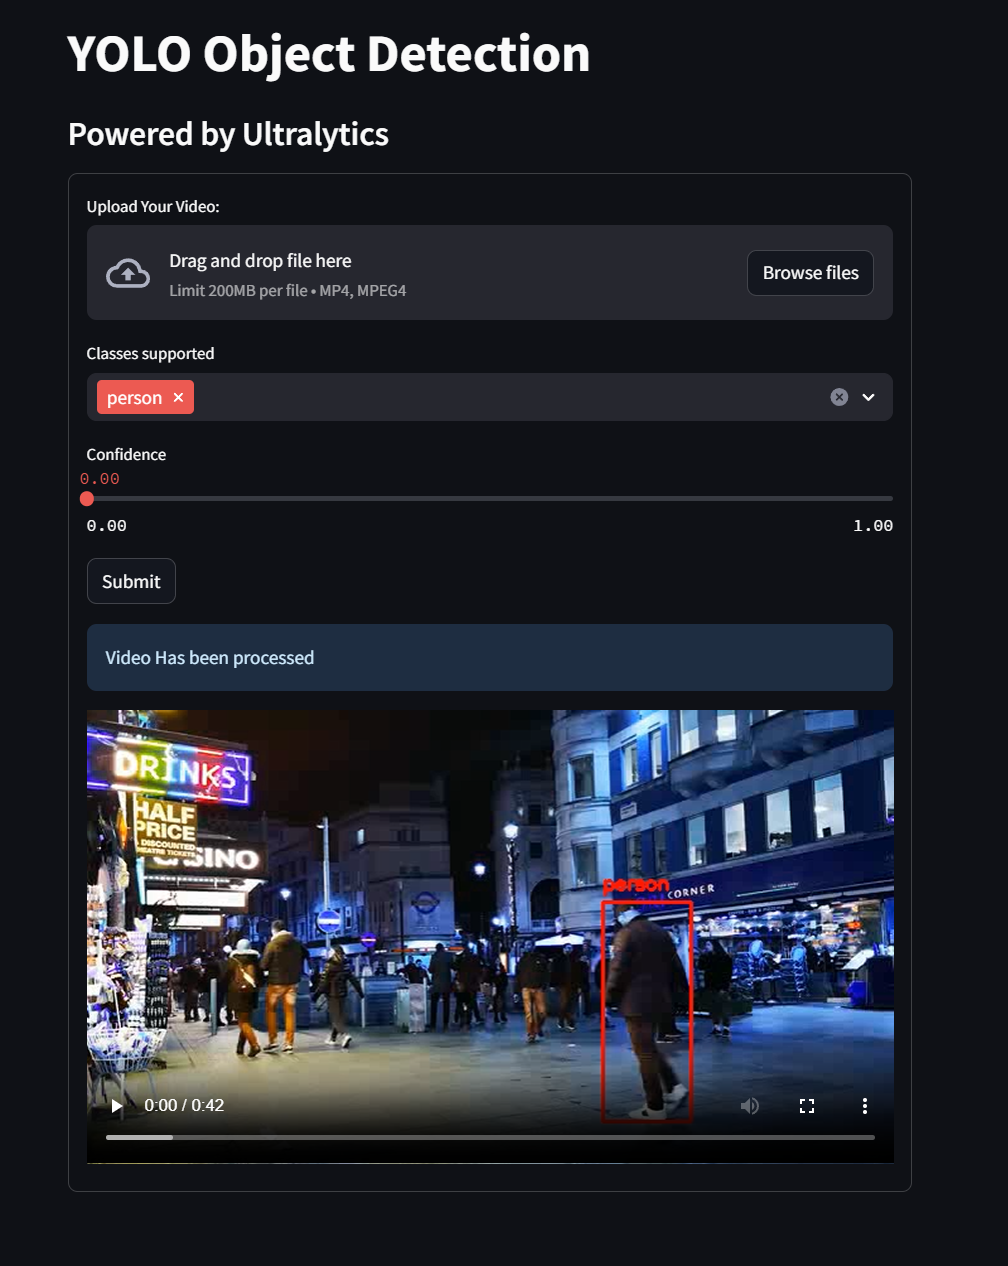 YOLO Object Detection
Powered by Ultralytics
Upload Your Video:
Drag and drop file here
Limit 200MB per file • MP4, MPEG4
Browse files
Classes supported
person ×
Confidence
0.00
0.00
1.00
Submit
Video Has been processed
DRINKS
HALF
PRICE
DISCOUNTED
THEATRE TICKETS
SINO
person
CORNER
0:00 / 0:42